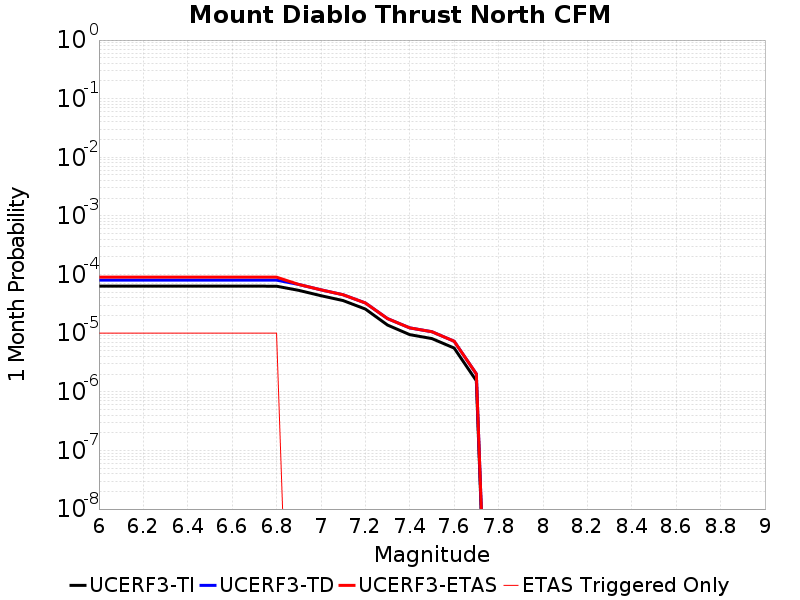 Mount Diablo Thrust North CFM
1 Month Probability
10^0
10^-1
10^-2
10^-3
10^-4
10^-5
10^-6
10^-7
10^-8
6 6.2 6.4 6.6 6.8 7 7.2 7.4 7.6 7.8 8 8.2 8.4 8.6 8.8 9
Magnitude
UCERF3-TI UCERF3-TD UCERF3-ETAS ETAS Triggered Only